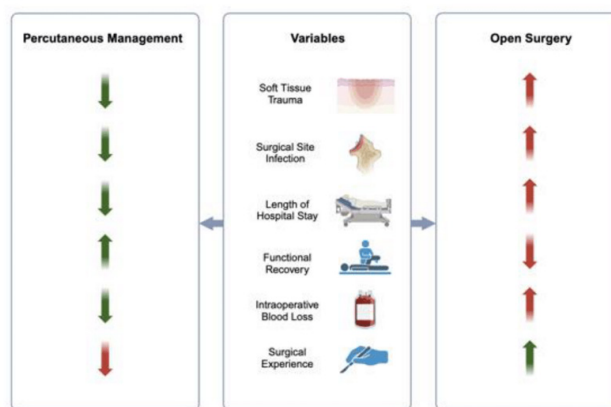 Percutaneous Management
Variables
Open Surgery
Soft Tissue
Trauma
Surgical Site
Infection
Length of
Hospital Stay
Functional
Recovery
Intraoperative
Blood Loss
Surgical
Experience